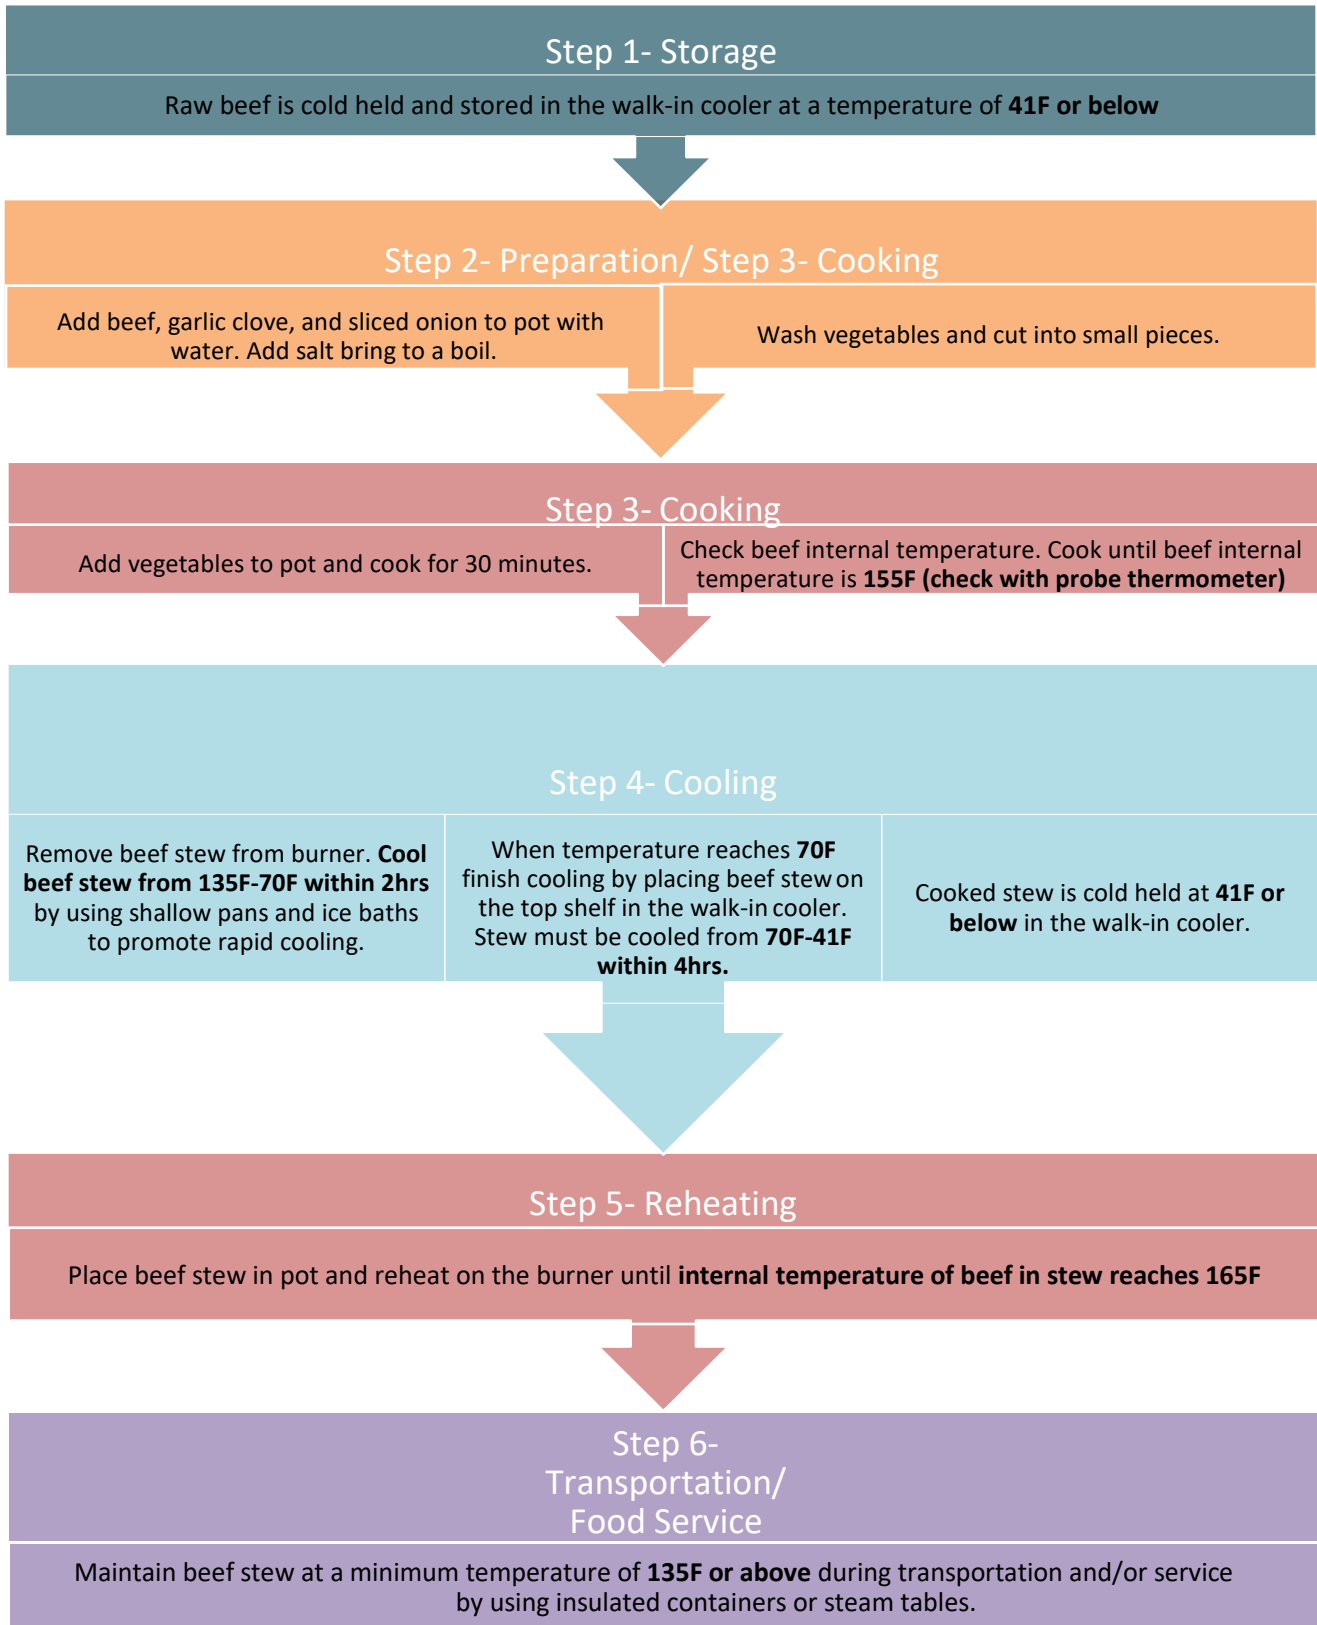 Step 1- Storage
Raw beef is cold held and stored in the walk-in cooler at a temperature of 41F or below
Step 2- Preparation/ Step 3- Cooking
Add beef, garlic clove, and sliced onion to pot with
water. Add salt bring to a boil.
Wash vegetables and cut into small pieces.
Step 3- Cooking
Add vegetables to pot and cook for 30 minutes.
Check beef internal temperature. Cook until beef internal
temperature is 155F (check with probe thermometer)
Step 4- Cooling
Remove beef stew from burner. Cool
beef stew from 135F-70F within 2hrs
by using shallow pans and ice baths
to promote rapid cooling.
When temperature reaches 70F
finish cooling by placing beef stew on
the top shelf in the walk-in cooler.
Stew must be cooled from 70F-41F
within 4hrs.
Cooked stew is cold held at 41F or
below in the walk-in cooler.
Step 5- Reheating
Place beef stew in pot and reheat on the burner until internal temperature of beef in stew reaches 165F
Step 6-
Transportation/
Food Service
Maintain beef stew at a minimum temperature of 135F or above during transportation and/or service
by using insulated containers or steam tables.